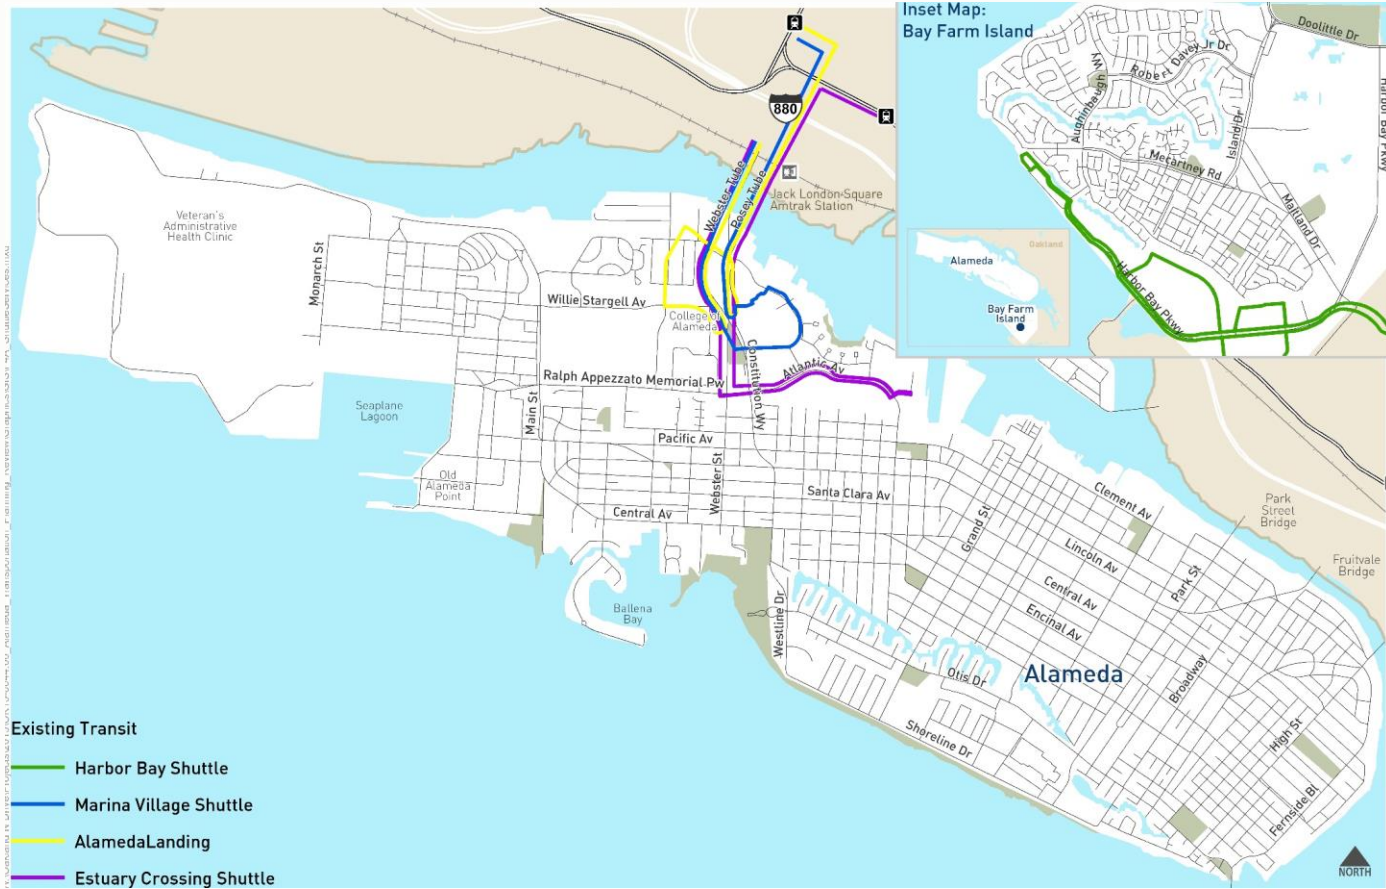 Inset Map:
Bay Farm Island
Doolittle Dr
Robert Davey Jr Dr
Aughinbaugh Wy
Island Dr
Harbor Bay Pkwy
Mecartney Rd
Maitland Dr
Harbor Bay Pkwy
Oakland
Alameda
Bay Farm
Island
880
Webster Tube
Posey Tube
Jack London Square
Amtrak Station
Veteran's
Administrative
Health Clinic
Monarch St
Willie Stargell Av
College of
Alameda
Constitution Wy
Atlantic Av
Ralph Appezzato Memorial Pw
Main St
Seaplane
Lagoon
Pacific Av
Webster St
Old
Alameda
Point
Santa Clara Av
Central Av
Grand St
Clement Av
Park
Street
Bridge
Lincoln Av
Fruitvale
Bridge
Park St
Central Av
Encinal Av
Ballena
Bay
Westline Dr
Otis Dr
Alameda
Broadway
Shoreline Dr
High St
Fernside Bl
Existing Transit
Harbor Bay Shuttle
Marina Village Shuttle
AlamedaLanding
Estuary Crossing Shuttle
NORTH